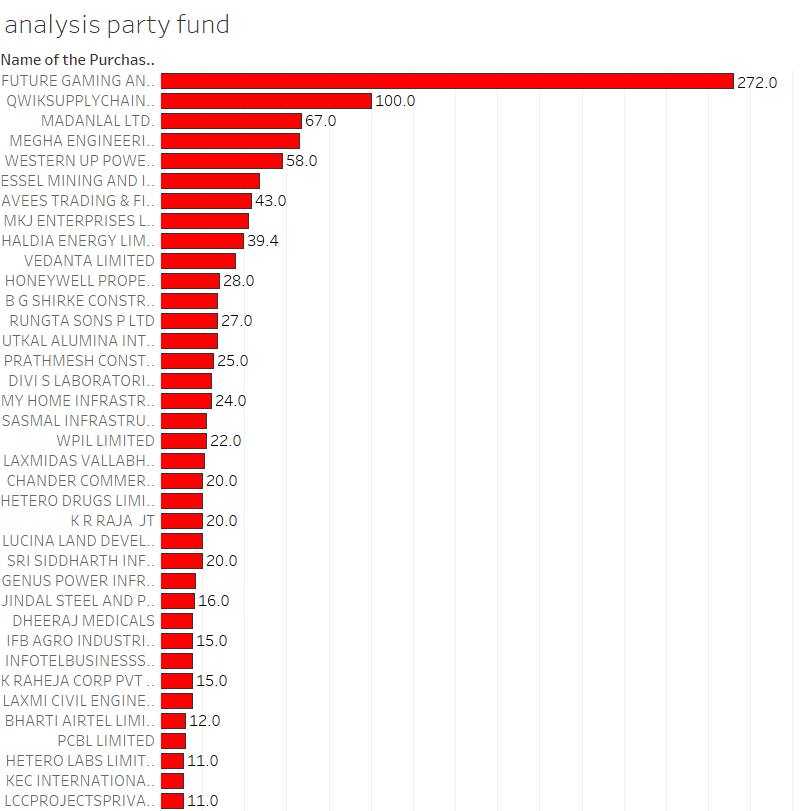 analysis party fund
Name of the Purchas..
FUTURE GAMING AN.. 272.0
QWIKSUPPLYCHAIN.. 100.0
MADANLAL LTD. 67.0
MEGHA ENGINEERI..
WESTERN UP POWE.. 58.0
ESSEL MINING AND I..
AVEES TRADING & FI.. 43.0
MKJ ENTERPRISES L..
HALDIA ENERGY LIM.. 39.4
VEDANTA LIMITED
HONEYWELL PROPE.. 28.0
B G SHIRKE CONSTR..
RUNGTA SONS P LTD 27.0
UTKAL ALUMINA INT..
PRATHMESH CONST.. 25.0
DIVI S LABORATORI..
MY HOME INFRASTR.. 24.0
SASMAL INFRASTRU..
WPIL LIMITED 22.0
LAXMIDAS VALLABH..
CHANDER COMMER.. 20.0
HETERO DRUGS LIMI..
K R RAJA JT 20.0
LUCINA LAND DEVEL..
SRI SIDDHARTH INF.. 20.0
GENUS POWER INFR..
JINDAL STEEL AND P.. 16.0
DHEERAJ MEDICALS
IFB AGRO INDUSTRI.. 15.0
INFOTELBUSINESSS..
K RAHEJA CORP PVT .. 15.0
LAXMI CIVIL ENGINE..
BHARTI AIRTEL LIMI.. 12.0
PCBL LIMITED
HETERO LABS LIMIT.. 11.0
KEC INTERNATIONA..
LCCPROJECTSPRIVA.. 11.0